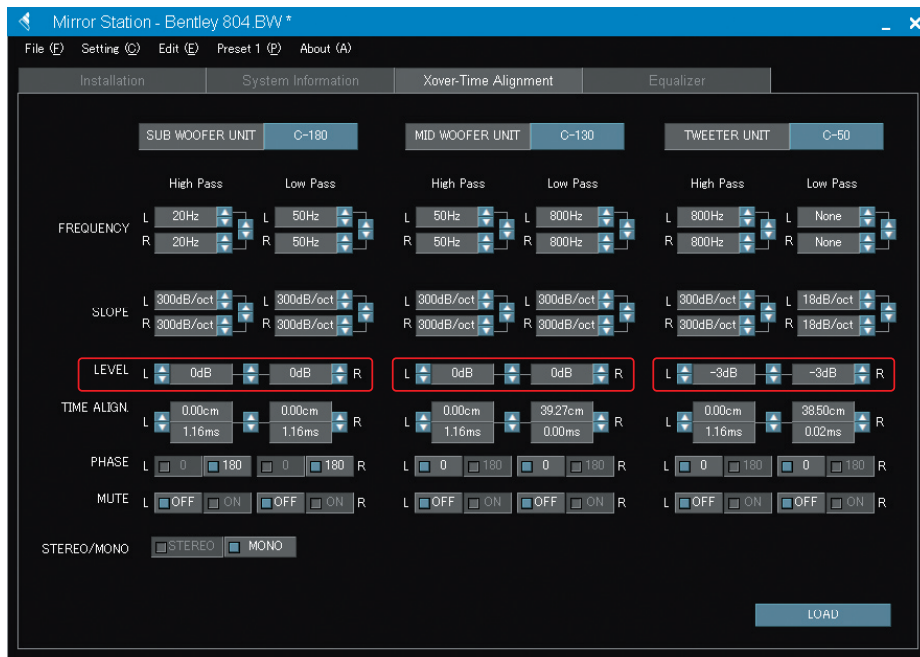 Mirror Station - Bentley 804.BW *
File (F) Setting (C) Edit (E) Preset 1 (P) About (A)
Installation System Information Xover-Time Alignment Equalizer
SUB WOOFER UNIT C-180 MID WOOFER UNIT C-130 TWEETER UNIT C-50
High Pass Low Pass High Pass Low Pass High Pass Low Pass
FREQUENCY
L 20Hz L 50Hz L 50Hz L 800Hz L 800Hz L None
R 20Hz R 50Hz R 50Hz R 800Hz R 800Hz R None
SLOPE
L 300dB/oct L 300dB/oct L 300dB/oct L 300dB/oct L 300dB/oct L 18dB/oct
R 300dB/oct R 300dB/oct R 300dB/oct R 300dB/oct R 300dB/oct R 18dB/oct
LEVEL L 0dB 0dB R L 0dB 0dB R L -3dB -3dB R
TIME ALIGN.
0.00cm 0.00cm 0.00cm 39.27cm 0.00cm 38.50cm
L R L R L R
1.16ms 1.16ms 1.16ms 0.00ms 1.16ms 0.02ms
PHASE L 0 180 0 180 R L 0 180 0 180 R L 0 180 0 180 R
MUTE L OFF ON OFF ON R L OFF ON OFF ON R L OFF ON OFF ON R
STEREO/MONO STEREO MONO
LOAD